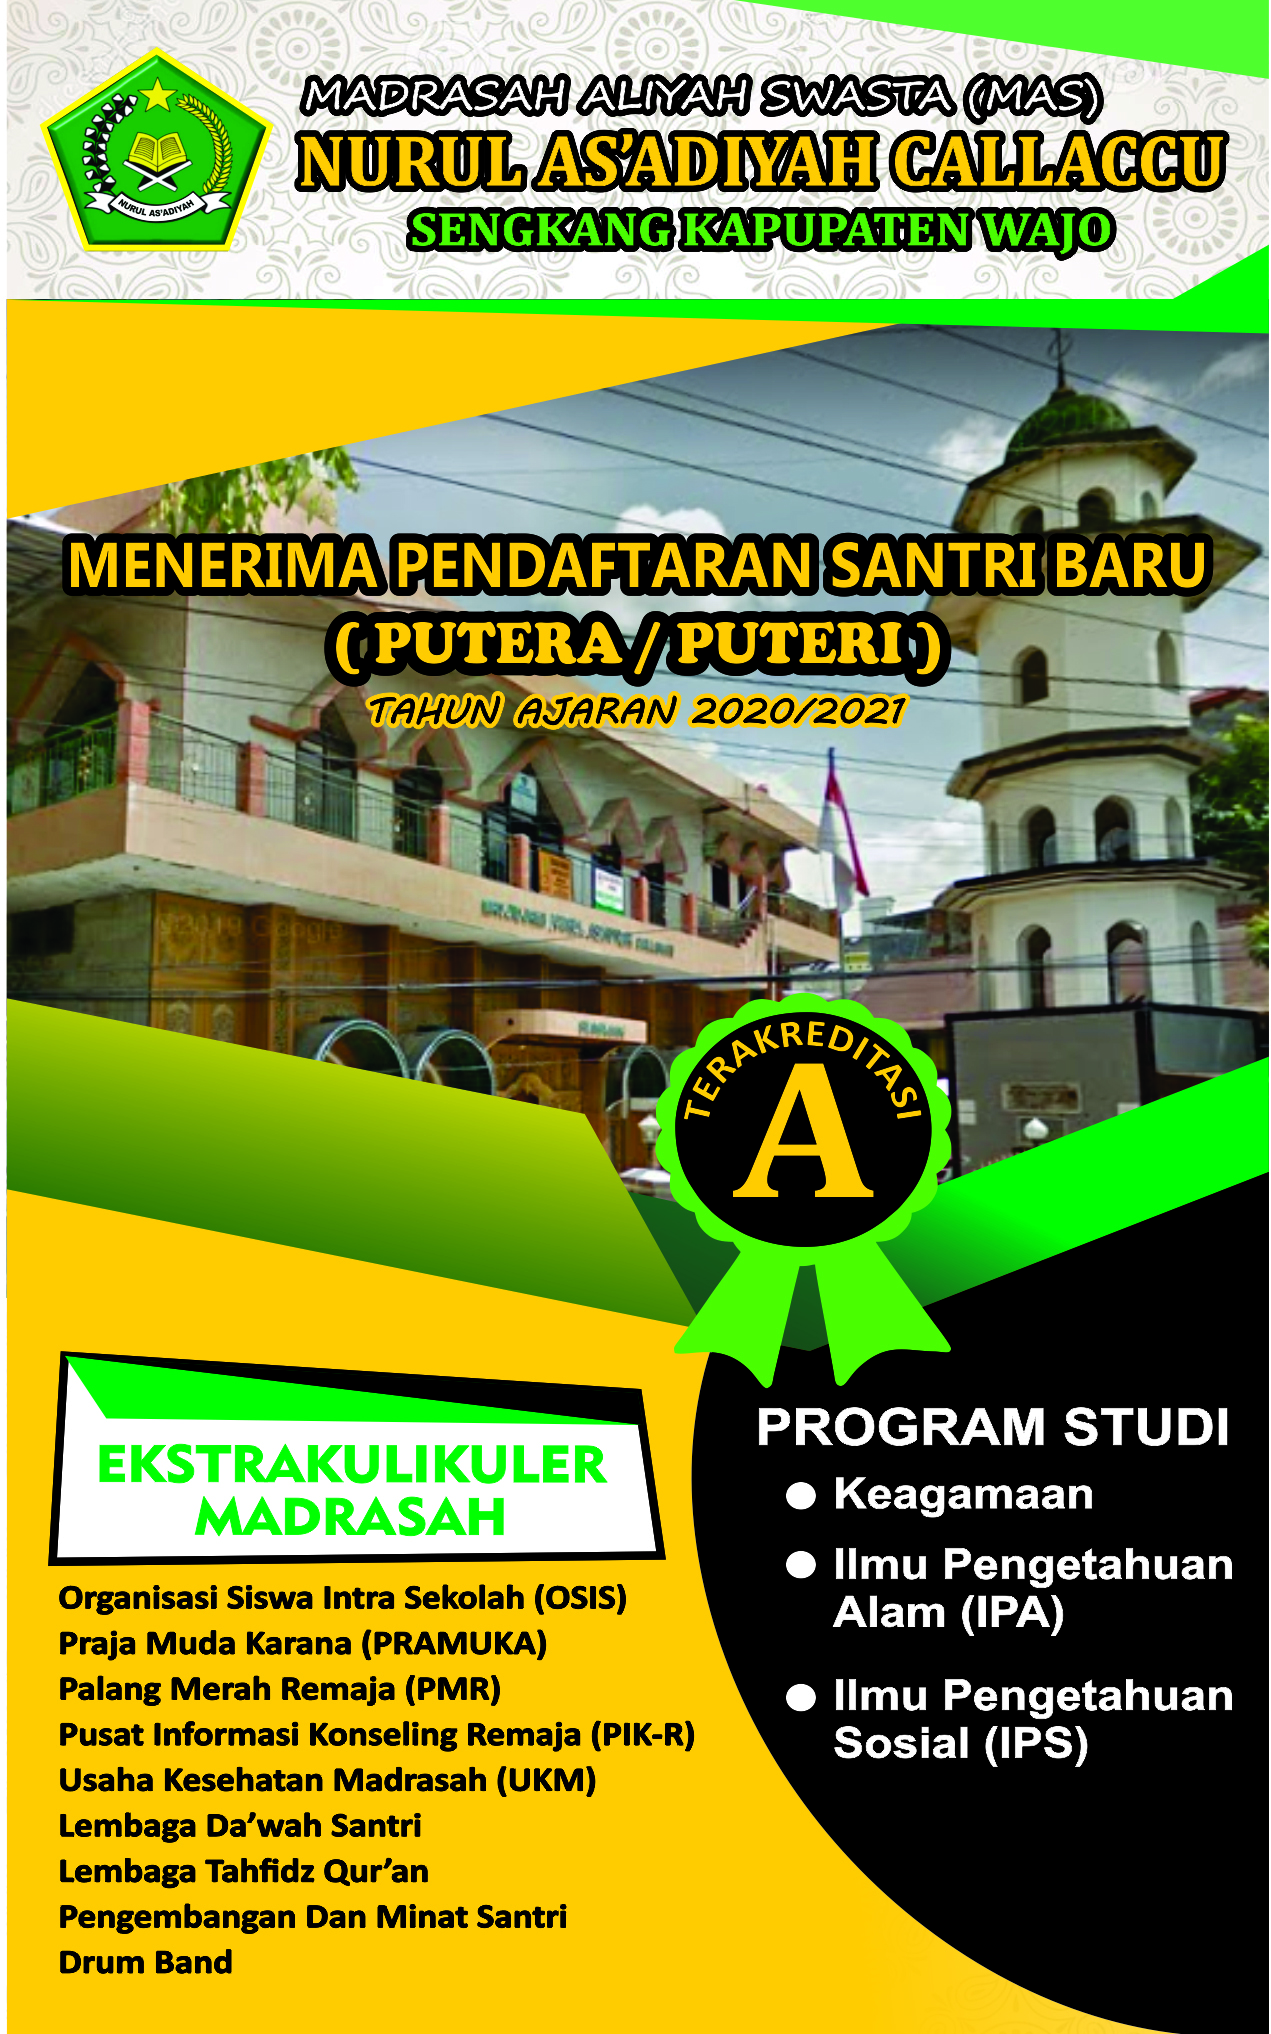 MADRASAH ALIYAH SWASTA (MAS)
NURUL AS'ADIYAH CALLACCU
SENGKANG KAPUPATEN WAJO
NURUL AS'ADIYAH
MENERIMA PENDAFTARAN SANTRI BARU
( PUTERA / PUTERI )
TAHUN AJARAN 2020/2021
©2019 Google
TERAKREDITASI
A
EKSTRAKULIKULER
MADRASAH
Organisasi Siswa Intra Sekolah (OSIS)
Praja Muda Karana (PRAMUKA)
Palang Merah Remaja (PMR)
Pusat Informasi Konseling Remaja (PIK-R)
Usaha Kesehatan Madrasah (UKM)
Lembaga Da'wah Santri
Lembaga Tahfidz Qur'an
Pengembangan Dan Minat Santri
Drum Band
PROGRAM STUDI
Keagamaan
Ilmu Pengetahuan
Alam (IPA)
Ilmu Pengetahuan
Sosial (IPS)